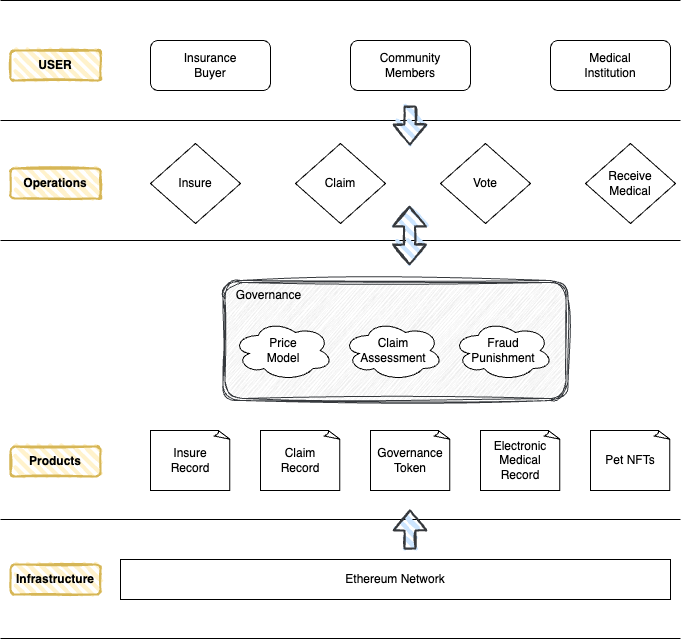 USER
Insurance
Buyer
Community
Members
Medical
Institution
Operations
Insure
Claim
Vote
Receive
Medical
Governance
Price
Model
Claim
Assessment
Fraud
Punishment
Products
Insure
Record
Claim
Record
Governance
Token
Electronic
Medical
Record
Pet NFTs
Infrastructure
Ethereum Network